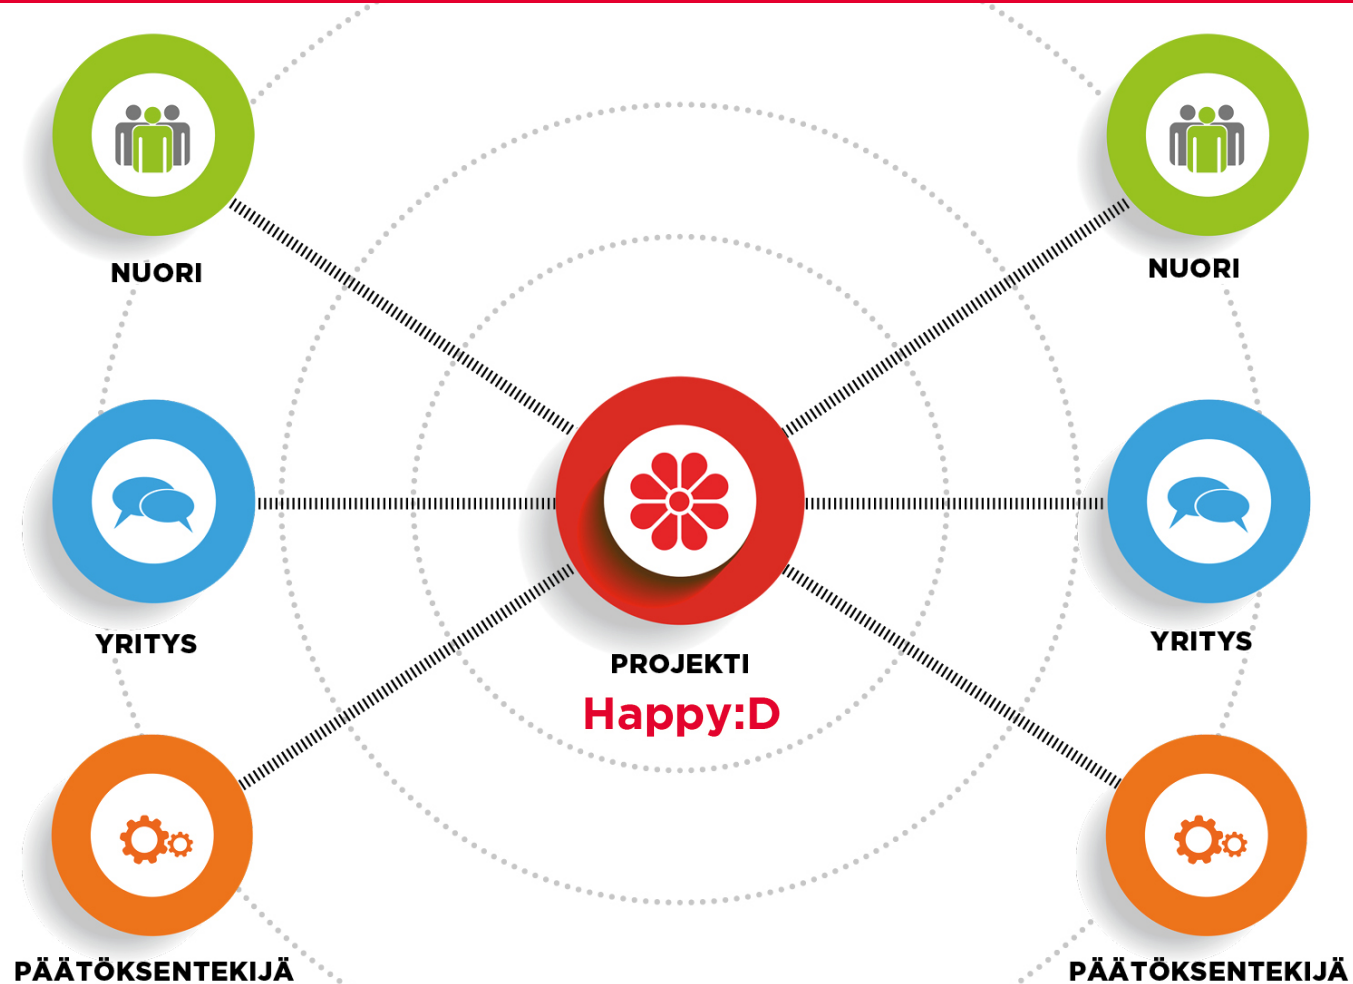 NUORI
NUORI
YRITYS
YRITYS
PROJEKTI
Happy:D
PÄÄTÖKSENTEKIJÄ
PÄÄTÖKSENTEKIJÄ